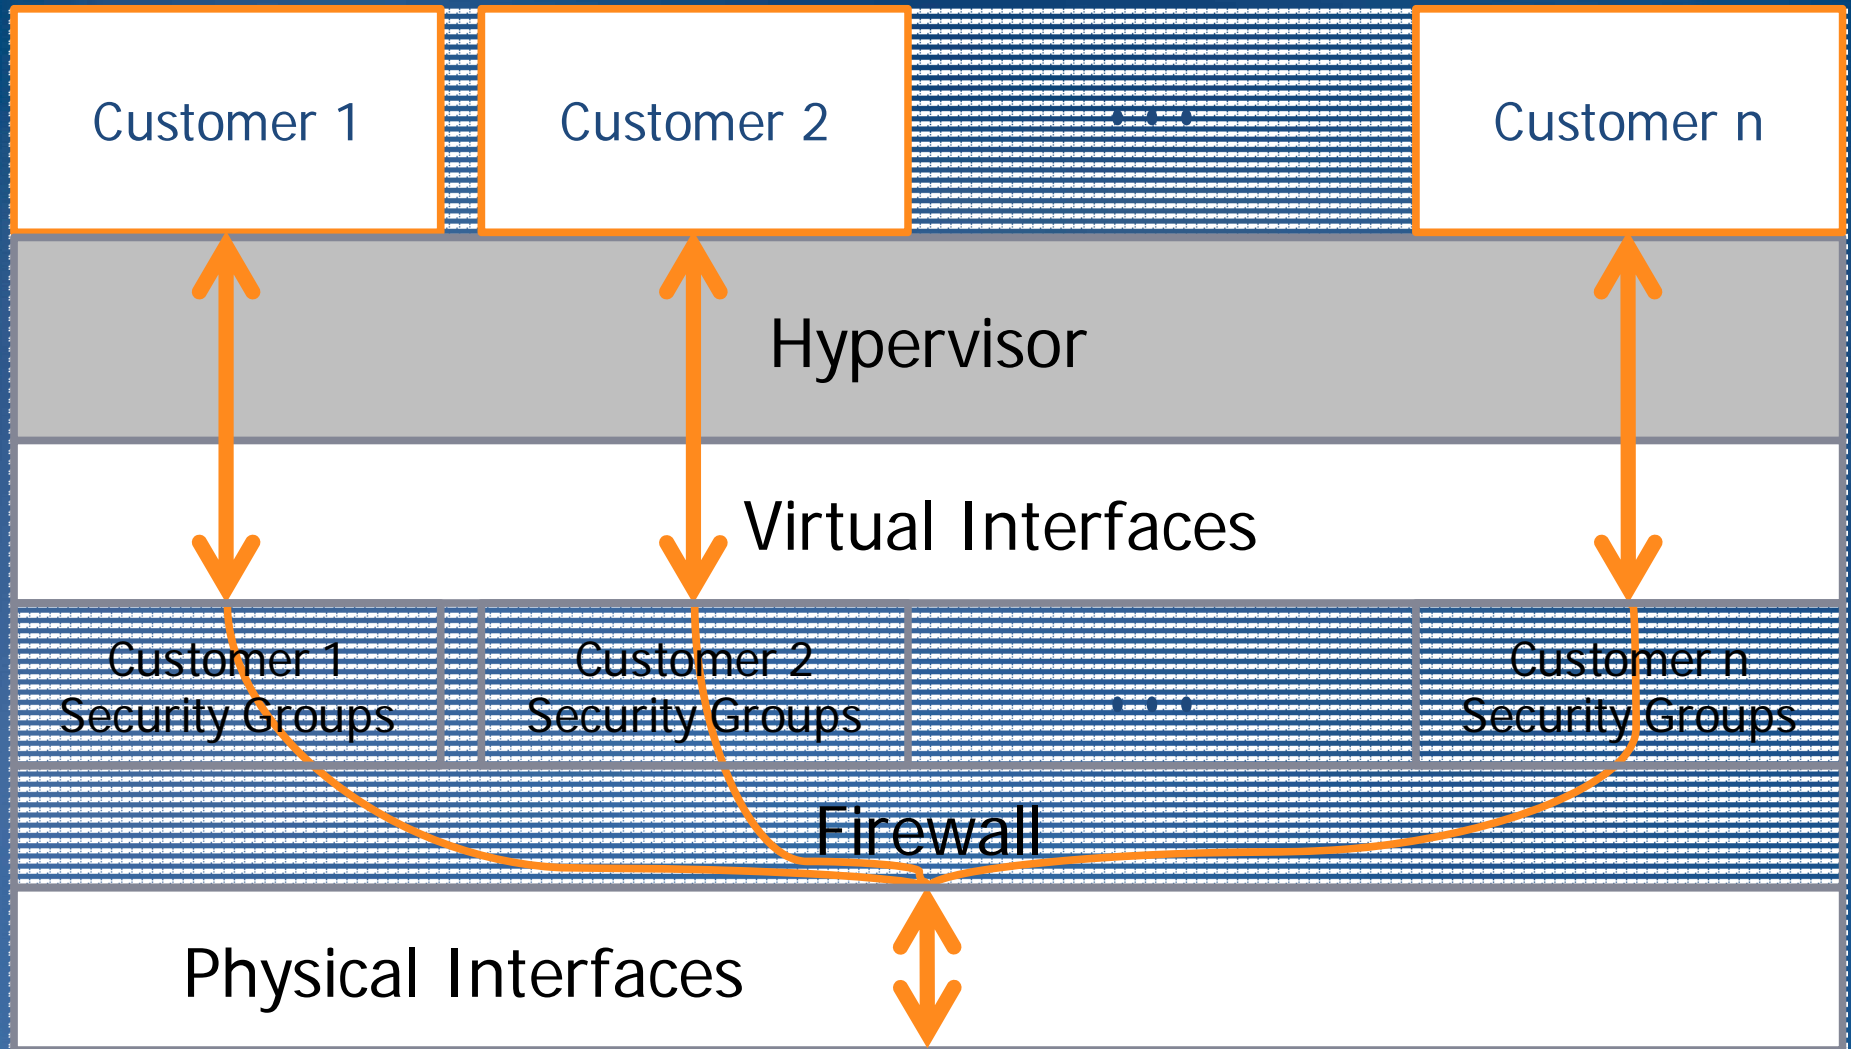 Customer 1
Customer 2
...
Customer n
Hypervisor
Virtual Interfaces
Customer 1
Security Groups
Customer 2
Security Groups
...
Customer n
Security Groups
Firewall
Physical Interfaces